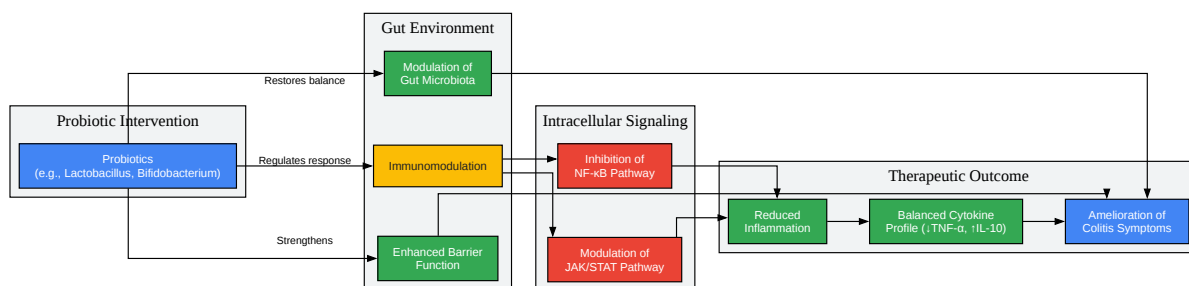 Gut Environment
Modulation of
Gut Microbiota
Restores balance
Probiotic Intervention
Intracellular Signaling
Probiotics
(e.g., Lactobacillus, Bifidobacterium)
Regulates response
Immunomodulation
Inhibition of
NF-κB Pathway
Therapeutic Outcome
Reduced
Inflammation
Balanced Cytokine
Profile (↓TNF-α, ↑IL-10)
Amelioration of
Colitis Symptoms
Strengthens
Enhanced Barrier
Function
Modulation of
JAK/STAT Pathway